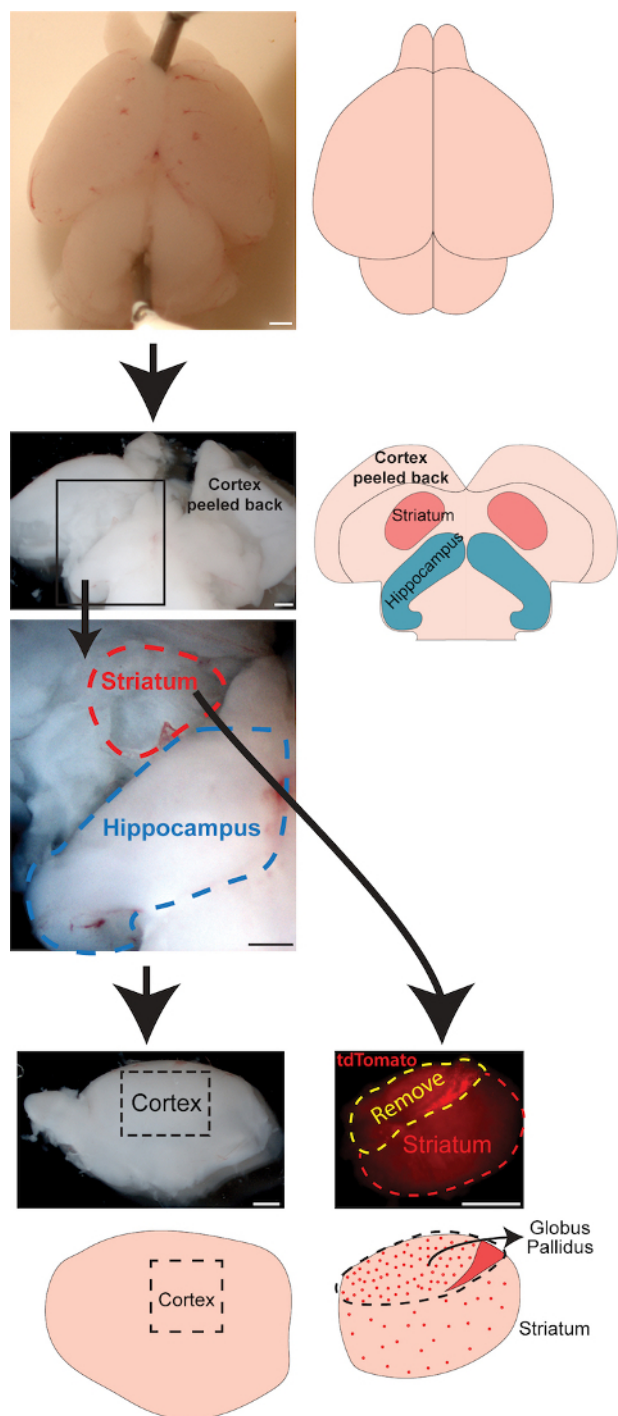 Cortex
peeled back
Cortex
peeled back
Striatum
Hippocampus
Striatum
Hippocampus
tdTomato
Remove
Cortex
Striatum
Globus
Pallidus
Cortex
Striatum